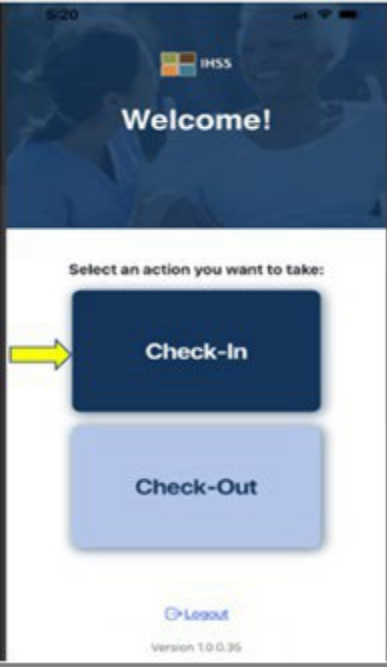 5:20
IHSS
Welcome!
Select an action you want to take:
Check-In
Check-Out
Logout
Version 1.0.0.35